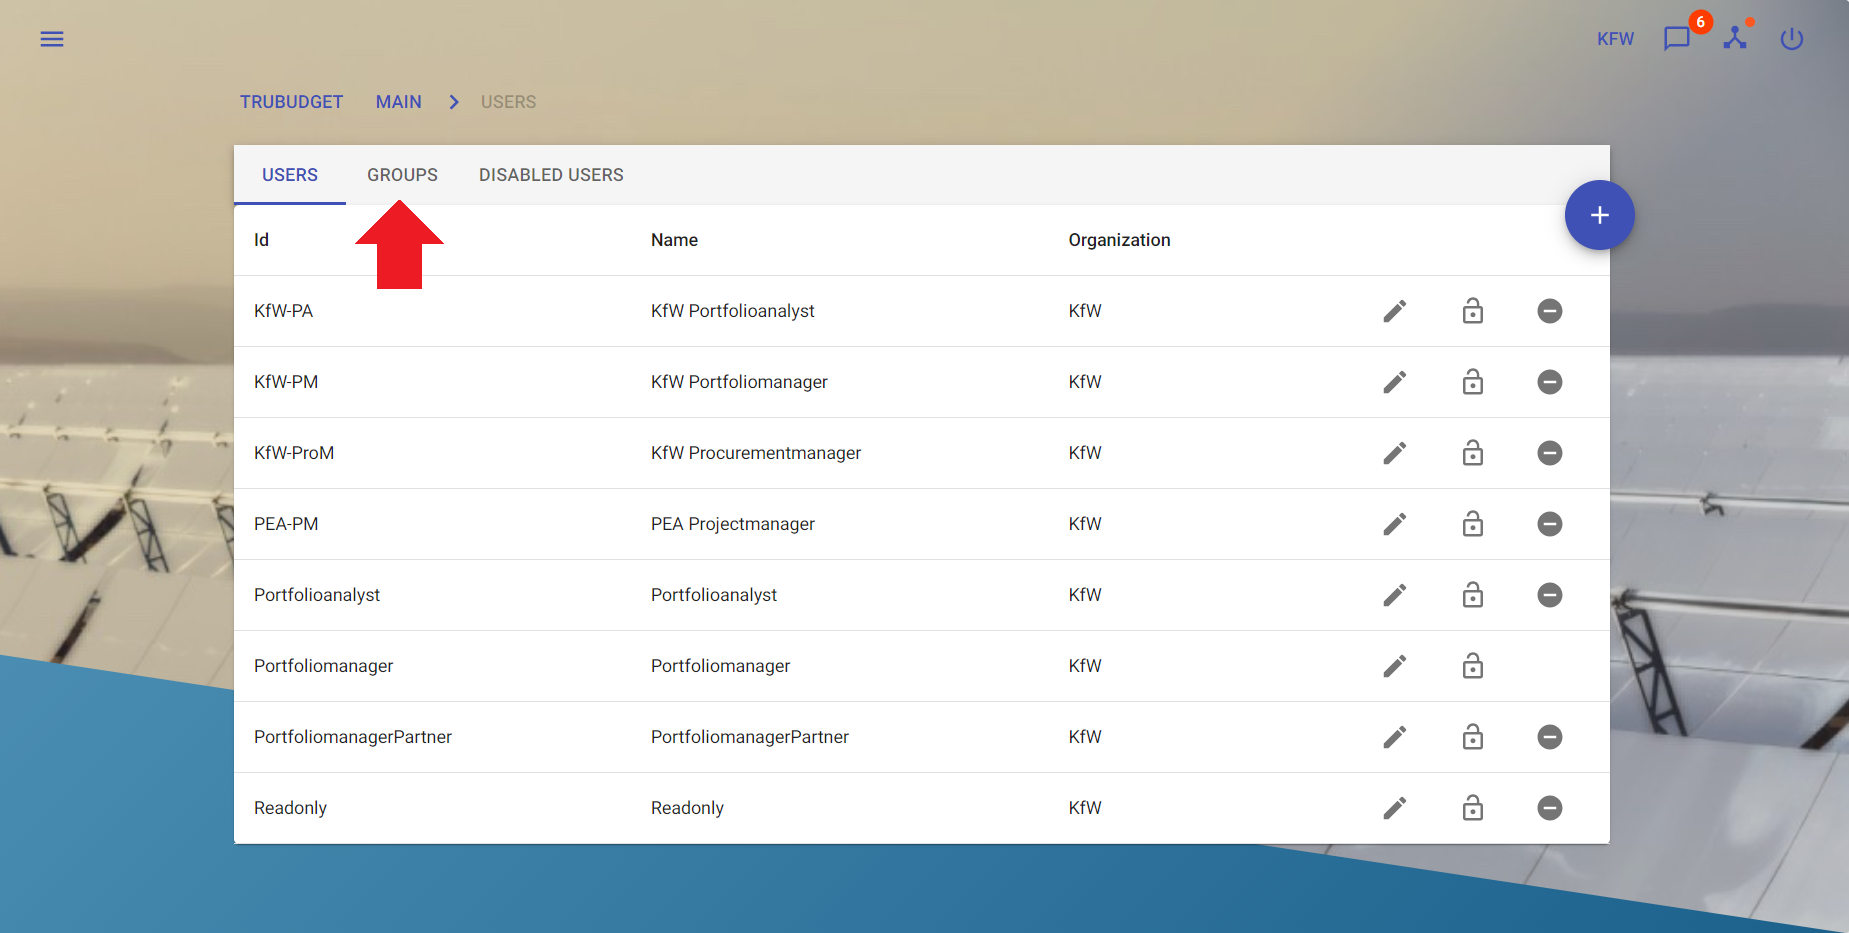 KFW 6
TRUBUDGET MAIN USERS
USERS GROUPS DISABLED USERS
Id Name Organization
KfW-PA KfW Portfolioanalyst KfW
KfW-PM KfW Portfoliomanager KfW
KfW-ProM KfW Procurementmanager KfW
PEA-PM PEA Projectmanager KfW
Portfolioanalyst Portfolioanalyst KfW
Portfoliomanager Portfoliomanager KfW
PortfoliomanagerPartner PortfoliomanagerPartner KfW
Readonly Readonly KfW